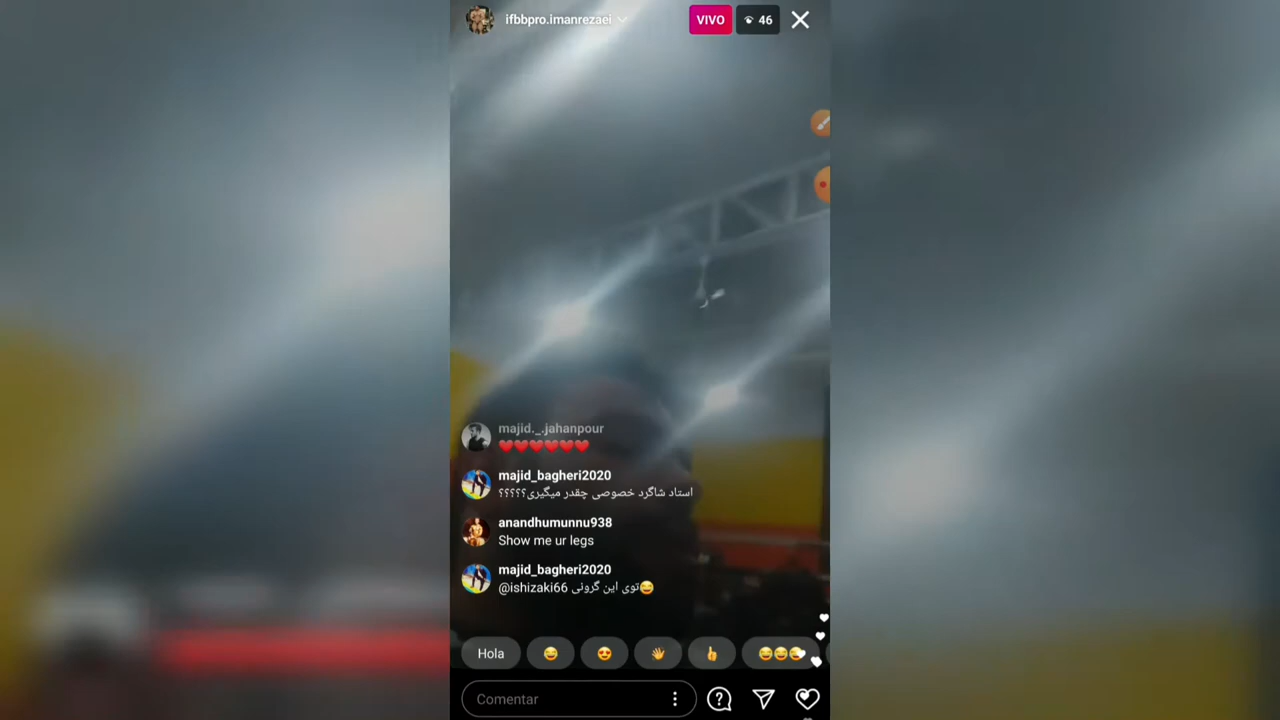 ifbbpro.imanrezaei
VIVO
46
majid._.jahanpour
❤️❤️❤️❤️❤️❤️
majid_bagheri2020
استاد شاگرد خصوصی چقدر میگیری؟؟؟؟؟
anandhumunnu938
Show me ur legs
majid_bagheri2020
@ishizaki66 توی این گرونی😅
Hola
😂 😍 👋 👍 😂😂😂
Comentar